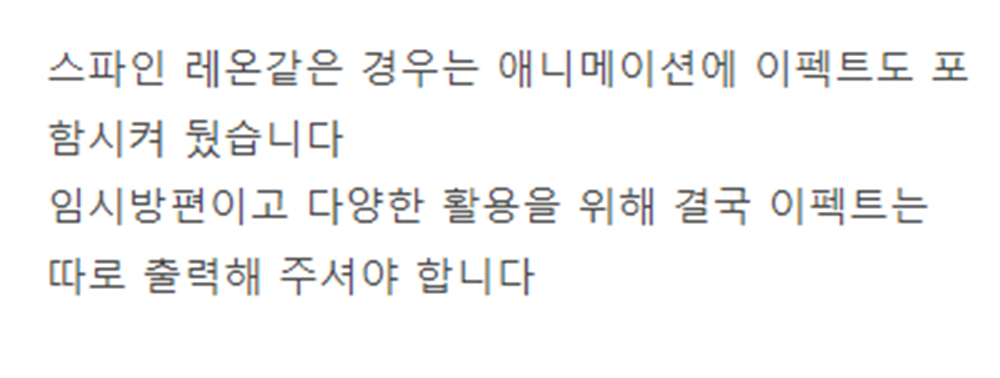 스파인 레온같은 경우는 애니메이션에 이펙트도 포
함시켜 뒀습니다
임시방편이고 다양한 활용을 위해 결국 이펙트는
따로 출력해 주셔야 합니다